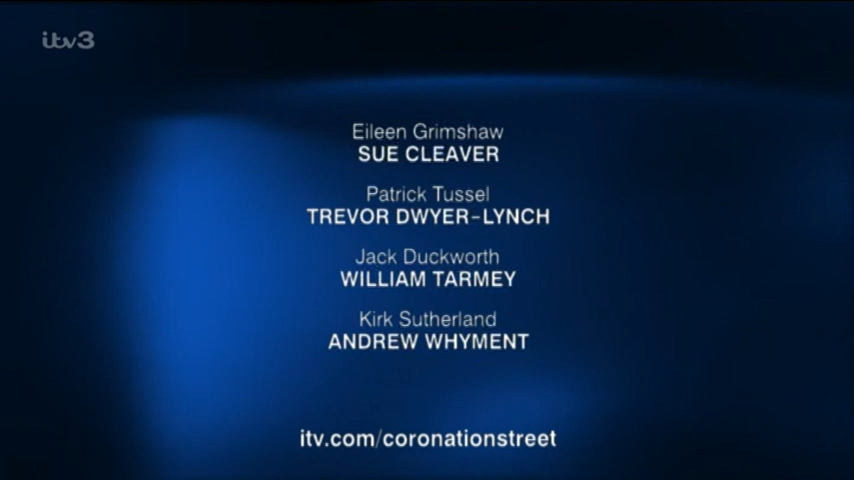 itv3
Eileen Grimshaw
SUE CLEAVER
Patrick Tussel
TREVOR DWYER-LYNCH
Jack Duckworth
WILLIAM TARMEY
Kirk Sutherland
ANDREW WHYMENT
itv.com/coronationstreet